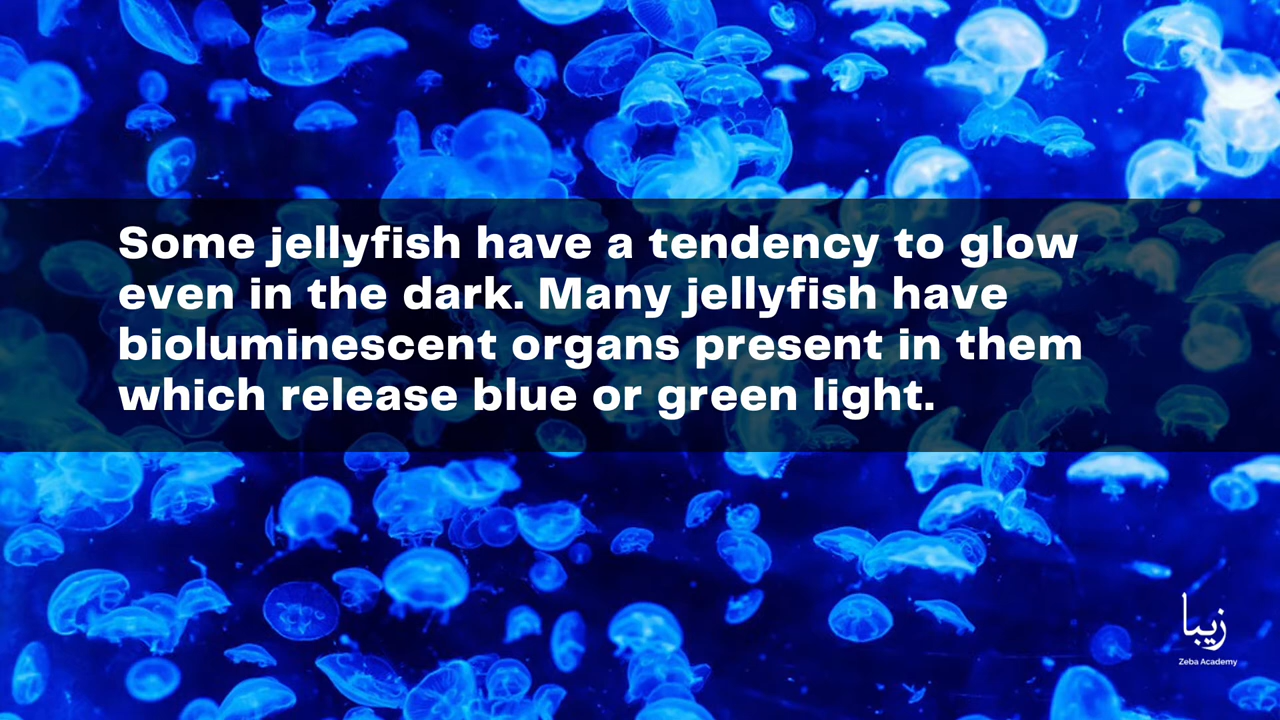 Some jellyfish have a tendency to glow
even in the dark. Many jellyfish have
bioluminescent organs present in them
which release blue or green light.
زیبا
Zeba Academy